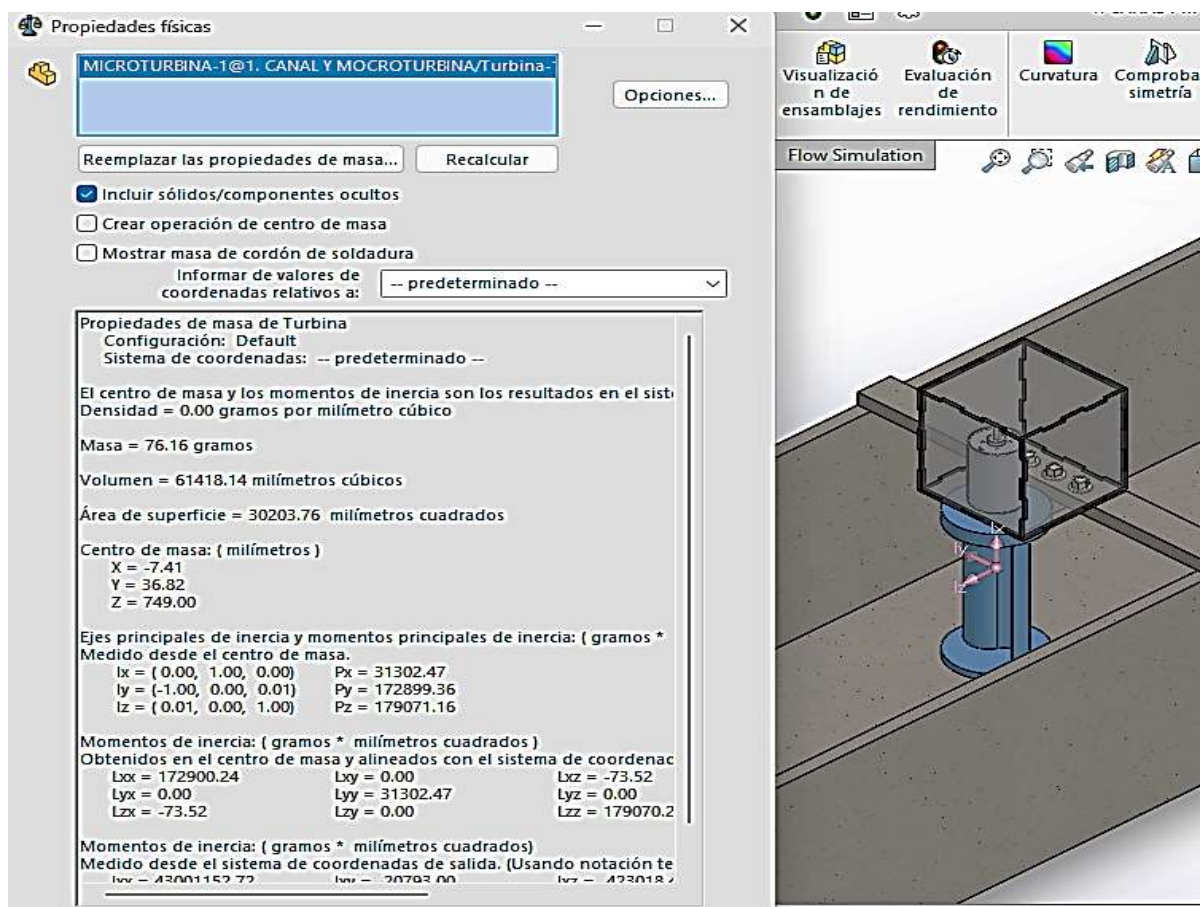 Propiedades físicas
MICROTURBINA-1@1. CANAL Y MOCROTURBINA/Turbina-
Opciones...
Reemplazar las propiedades de masa...
Recalcular
Incluir sólidos/componentes ocultos
Crear operación de centro de masa
Mostrar masa de cordón de soldadura
Informar de valores de
coordenadas relativos a:
-- predeterminado --
Propiedades de masa de Turbina
Configuración: Default
Sistema de coordenadas: -- predeterminado --
El centro de masa y los momentos de inercia son los resultados en el sist
Densidad = 0.00 gramos por milímetro cúbico
Masa = 76.16 gramos
Volumen = 61418.14 milímetros cúbicos
Área de superficie = 30203.76 milímetros cuadrados
Centro de masa: ( milímetros )
X = -7.41
Y = 36.82
Z = 749.00
Ejes principales de inercia y momentos principales de inercia: ( gramos *
Medido desde el centro de masa.
Ix = ( 0.00, 1.00, 0.00) Px = 31302.47
Iy = (-1.00, 0.00, 0.01) Py = 172899.36
Iz = ( 0.01, 0.00, 1.00) Pz = 179071.16
Momentos de inercia: ( gramos * milímetros cuadrados )
Obtenidos en el centro de masa y alineados con el sistema de coordenac
Lxx = 172900.24 Lxy = 0.00 Lxz = -73.52
Lyx = 0.00 Lyy = 31302.47 Lyz = 0.00
Lzx = -73.52 Lzy = 0.00 Lzz = 179070.2
Momentos de inercia: ( gramos * milímetros cuadrados)
Medido desde el sistema de coordenadas de salida. (Usando notación te
Ixx = 43001152.72 Ixy = 20793.00 Ixz = 423018
Visualizació
n de
ensamblajes
Evaluación
de
rendimiento
Curvatura
Comproba
simetría
Flow Simulation
Ix
Iy
Iz